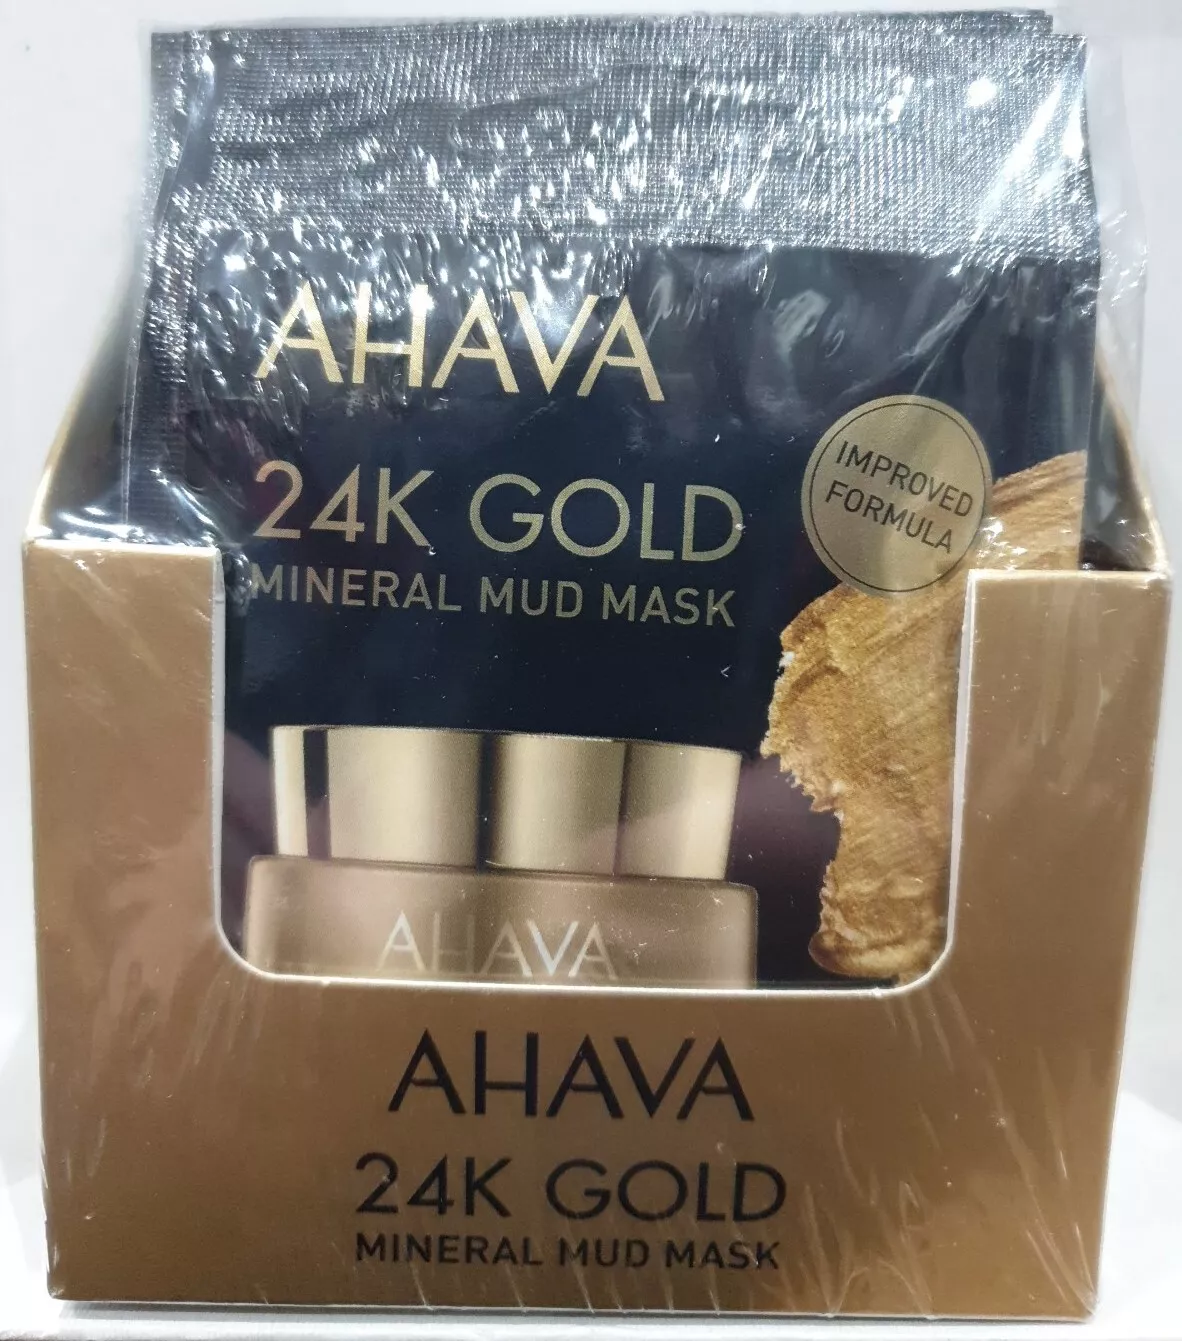 AHAVA
24K GOLD
MINERAL MUD MASK
IMPROVED
FORMULA
AHAVA
AHAVA
24K GOLD
MINERAL MUD MASK